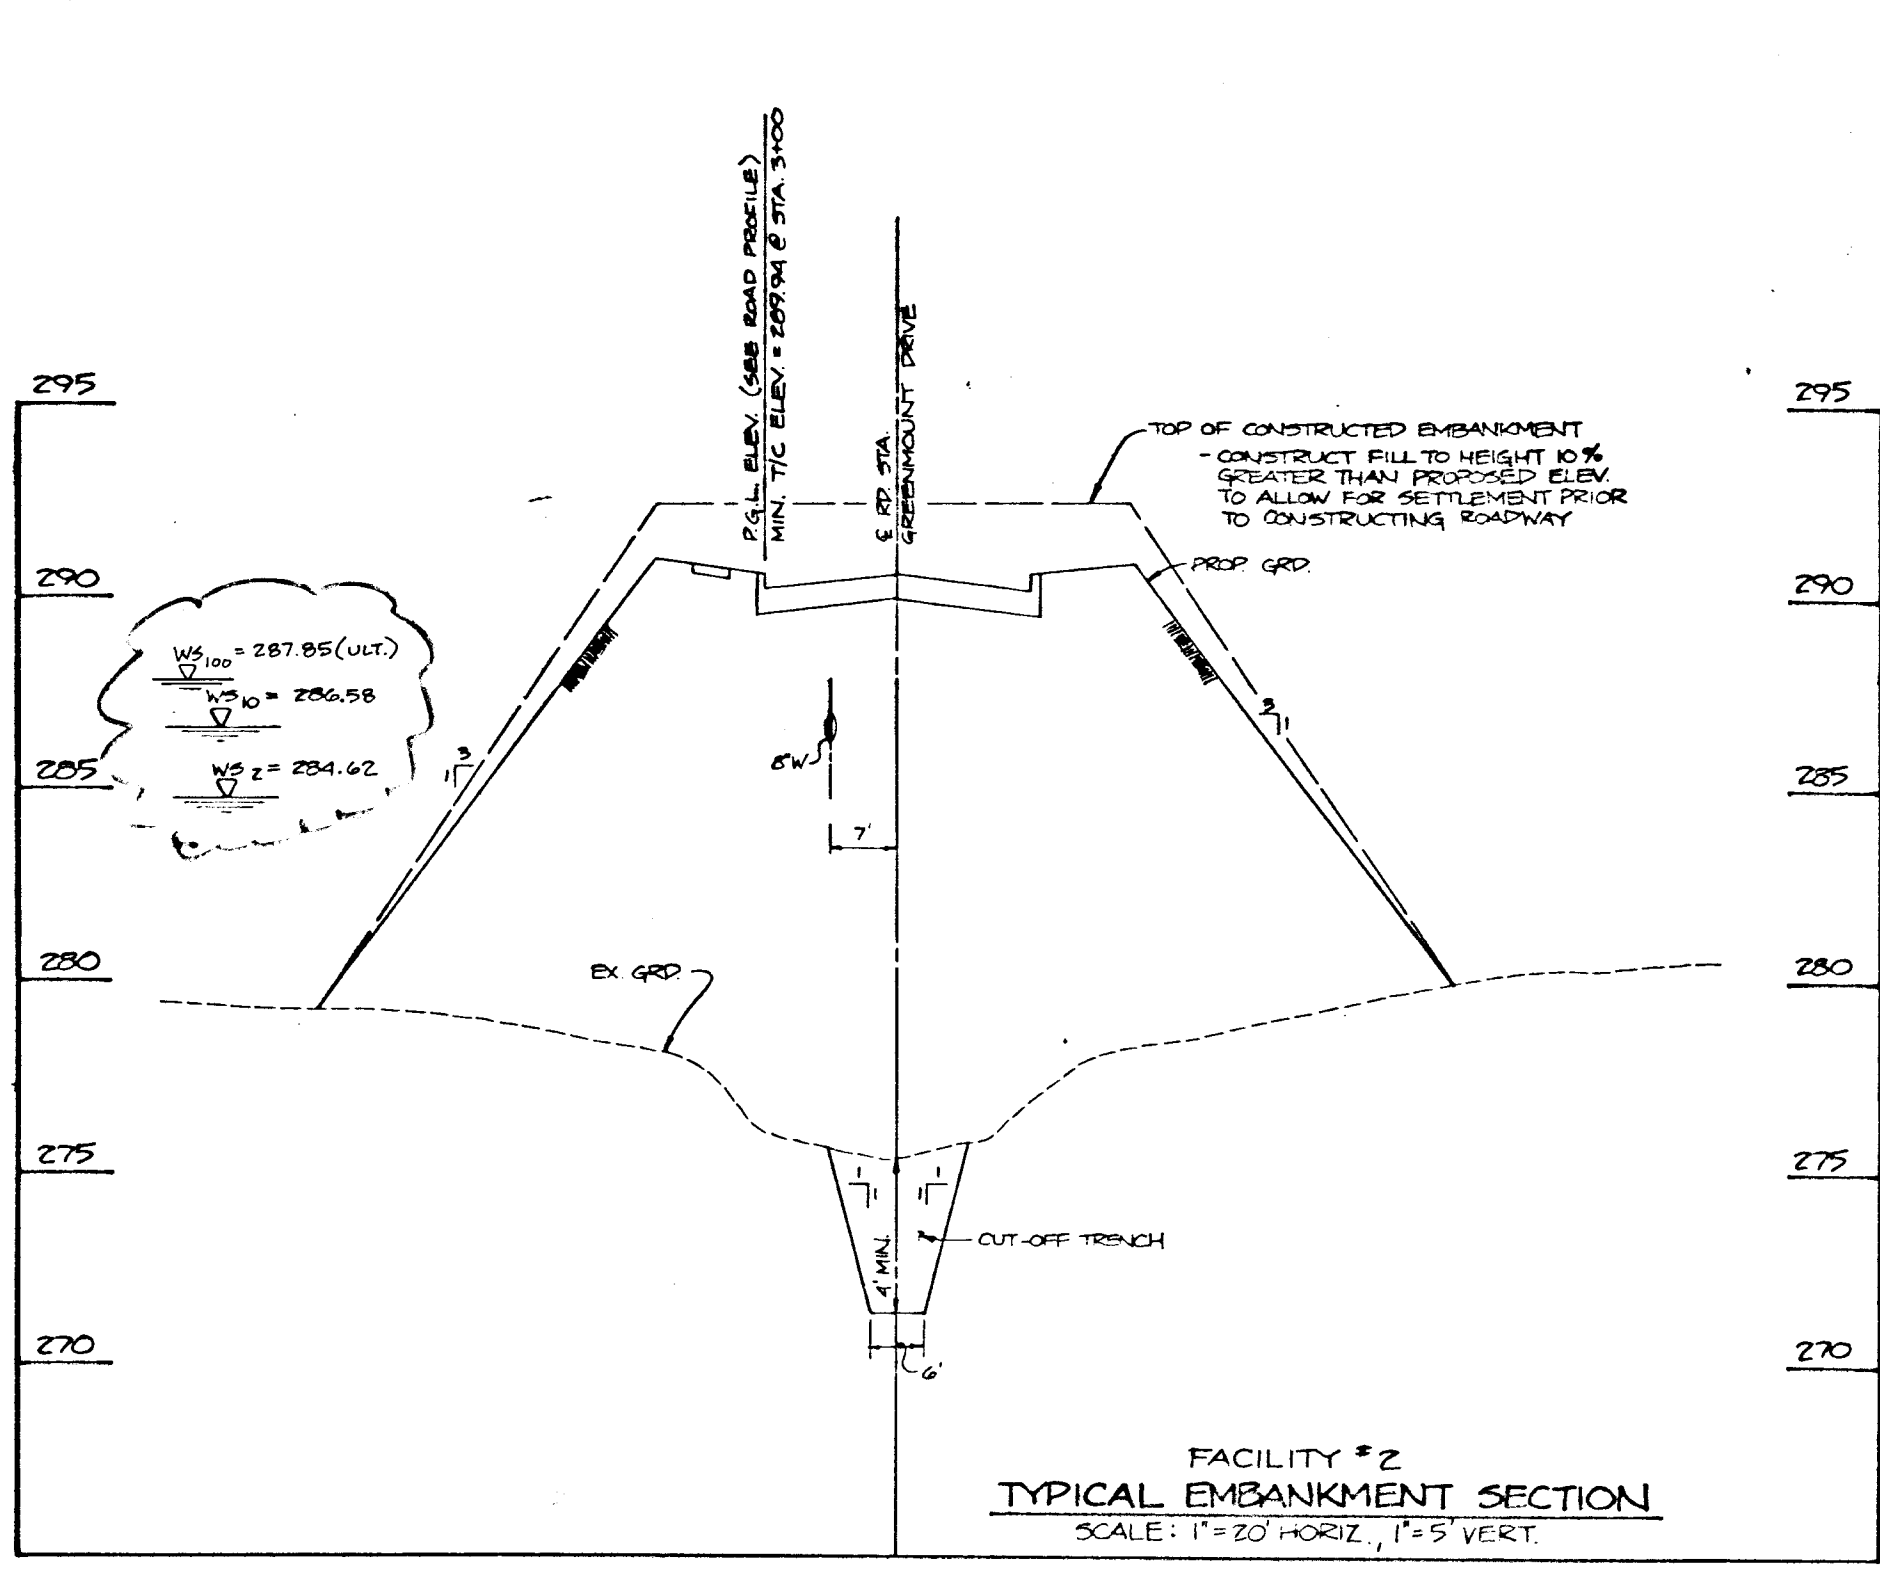 P.G.L. ELEV. (SEE ROAD PROFILE)
MIN. T/C ELEV. = 289.94 @ STA. 3+00
℄ RD. STA.
GREENMOUNT DRIVE
295
295
TOP OF CONSTRUCTED EMBANKMENT
- CONSTRUCT FILL TO HEIGHT 10%
GREATER THAN PROPOSED ELEV.
TO ALLOW FOR SETTLEMENT PRIOR
TO CONSTRUCTING ROADWAY
PROP. GRD.
290
290
WS100 = 287.85 (ULT.)
WS10 = 286.58
WS2 = 284.62
3
1
3
1
8"W
285
285
7'
280
280
EX. GRD.
275
275
1
1
1
1
4' MIN.
CUT-OFF TRENCH
270
270
6'
FACILITY #2
TYPICAL EMBANKMENT SECTION
SCALE: 1"=20' HORIZ., 1"=5' VERT.